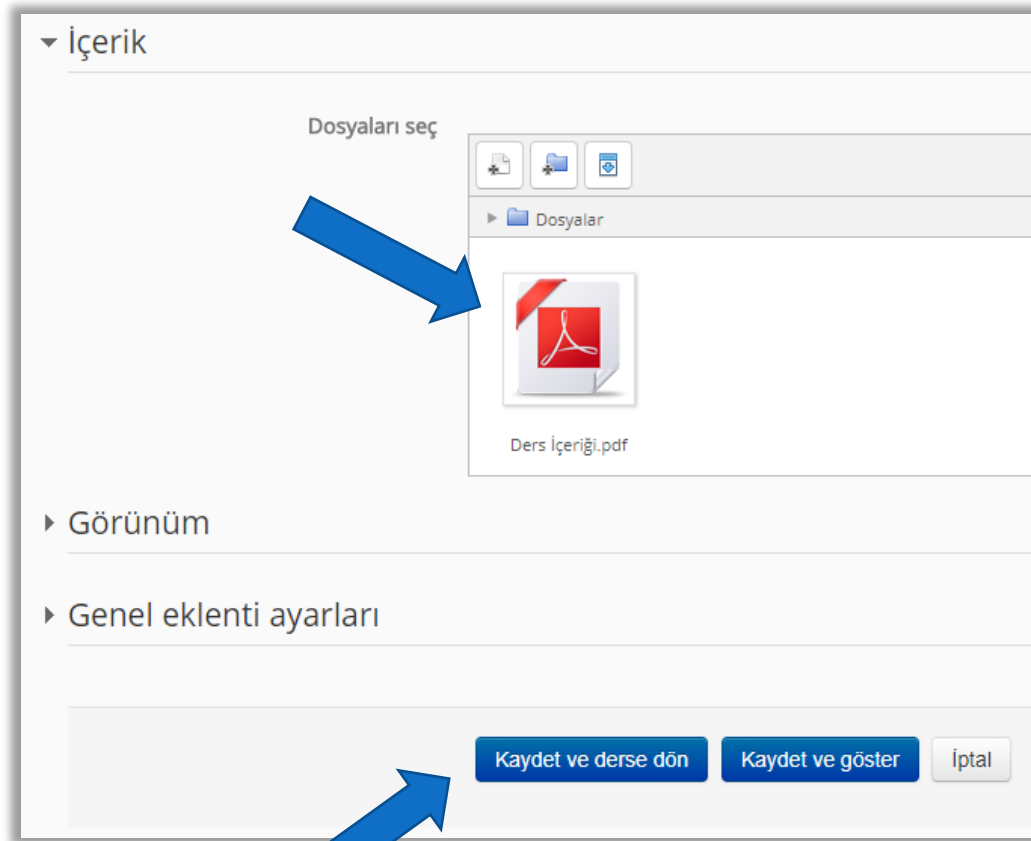 İçerik
Dosyaları seç
Dosyalar
Ders İçeriği.pdf
Görünüm
Genel eklenti ayarları
Kaydet ve derse dön Kaydet ve göster İptal